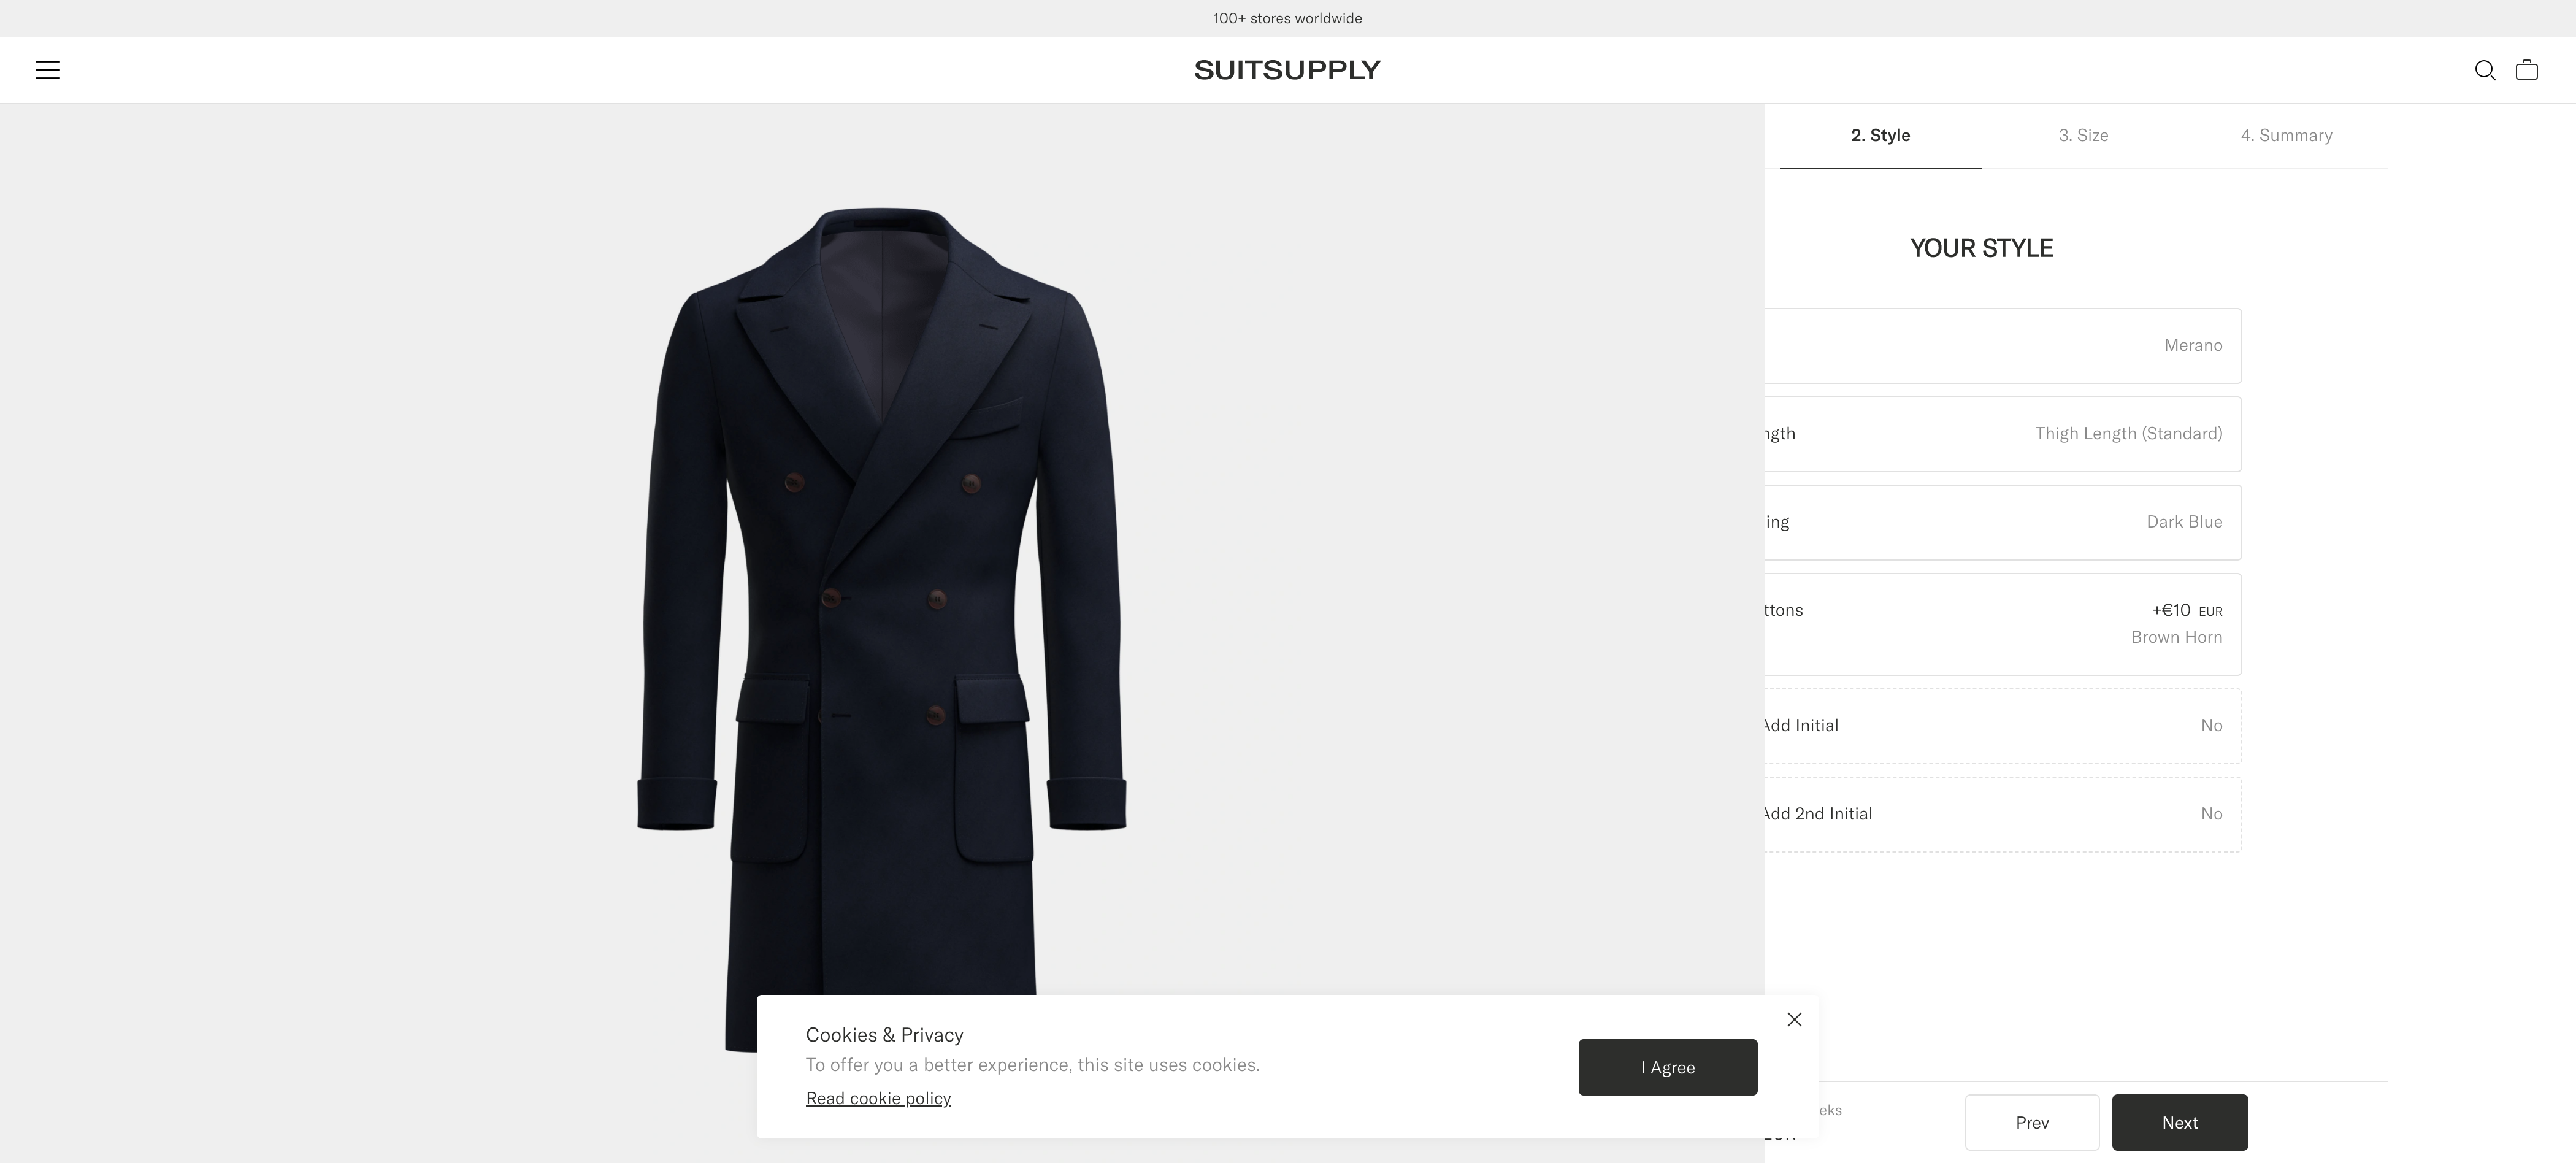 100+ stores worldwide
SUITSUPPLY
2. Style
3. Size
4. Summary
YOUR STYLE
Merano
ngth
Thigh Length (Standard)
ing
Dark Blue
ttons
+€10 EUR
Brown Horn
Add Initial
No
Add 2nd Initial
No
Cookies & Privacy
To offer you a better experience, this site uses cookies.
Read cookie policy
I Agree
eks
Prev
Next